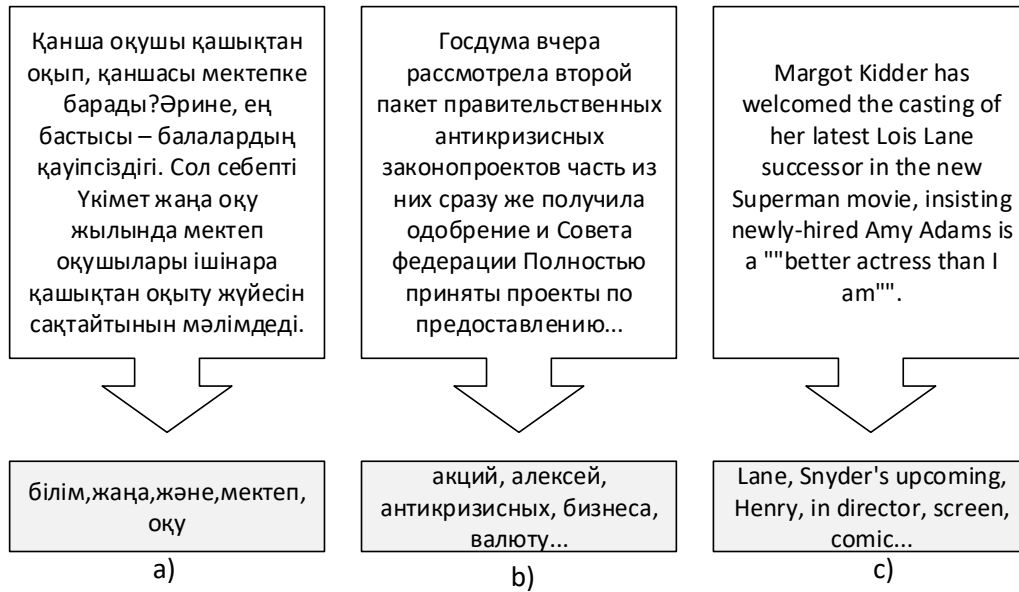 Қанша оқушы қашықтан
оқып, қаншасы мектепке
барады?Әрине, ең
бастысы – балалардың
қауіпсіздігі. Сол себепті
Үкімет жаңа оқу
жылында мектеп
оқушылары ішінара
қашықтан оқыту жүйесін
сақтайтынын мәлімдеді.
білім,жаңа,және,мектеп,
оқу
a)
Госдума вчера
рассмотрела второй
пакет правительственных
антикризисных
законопроектов часть из
них сразу же получила
одобрение и Совета
федерации Полностью
приняты проекты по
предоставлению...
акций, алексей,
антикризисных, бизнеса,
валюту...
b)
Margot Kidder has
welcomed the casting of
her latest Lois Lane
successor in the new
Superman movie, insisting
newly-hired Amy Adams is
a ""better actress than I
am"".
Lane, Snyder's upcoming,
Henry, in director, screen,
comic...
c)